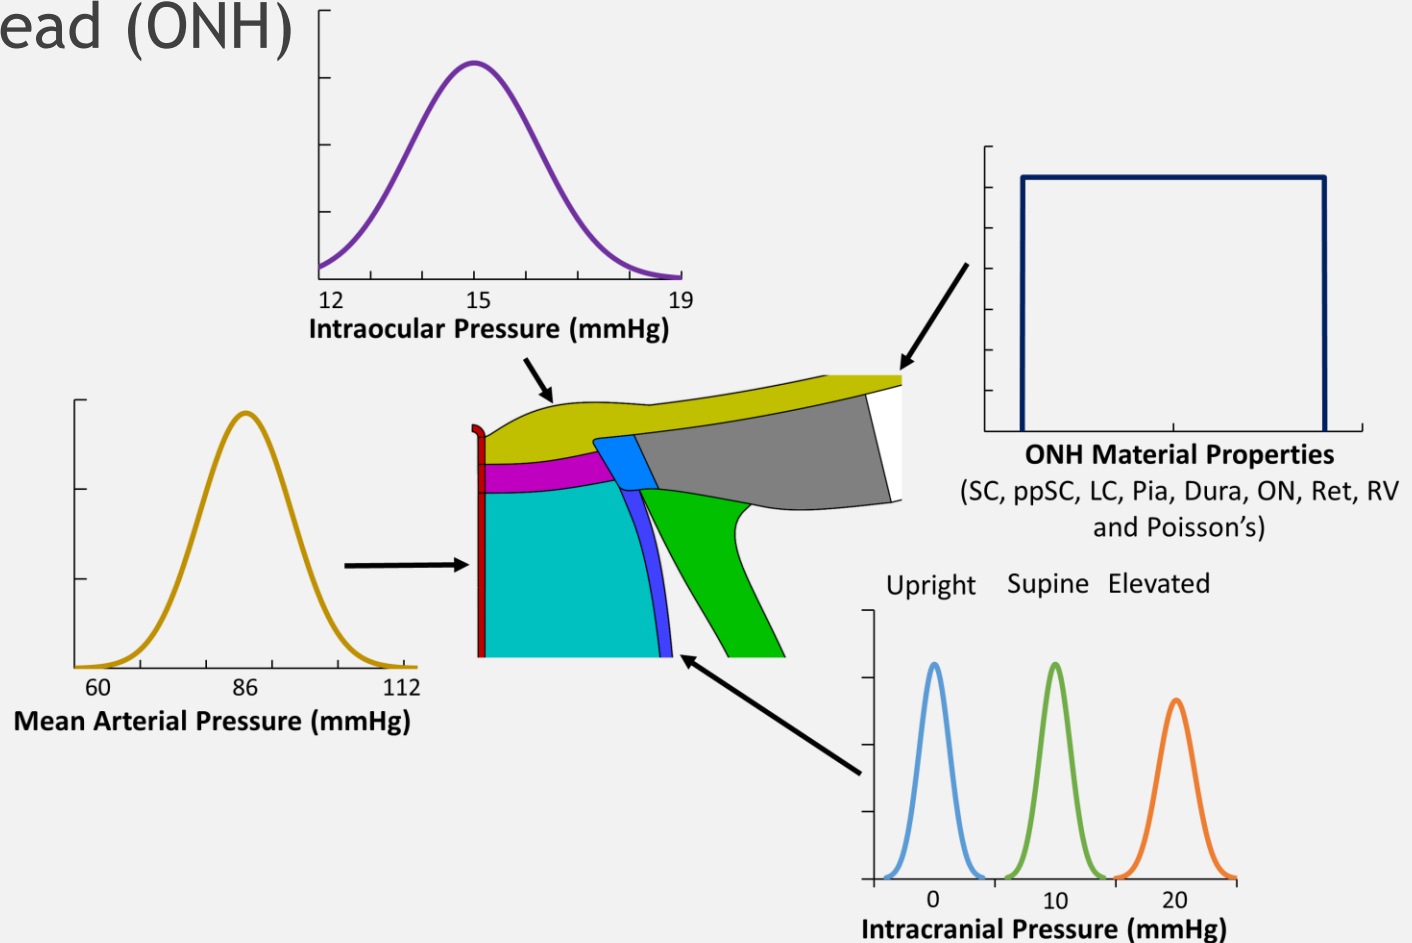 ead (ONH)
12 15 19
Intraocular Pressure (mmHg)
ONH Material Properties
(SC, ppSC, LC, Pia, Dura, ON, Ret, RV
and Poisson’s)
60 86 112
Mean Arterial Pressure (mmHg)
Upright Supine Elevated
0 10 20
Intracranial Pressure (mmHg)